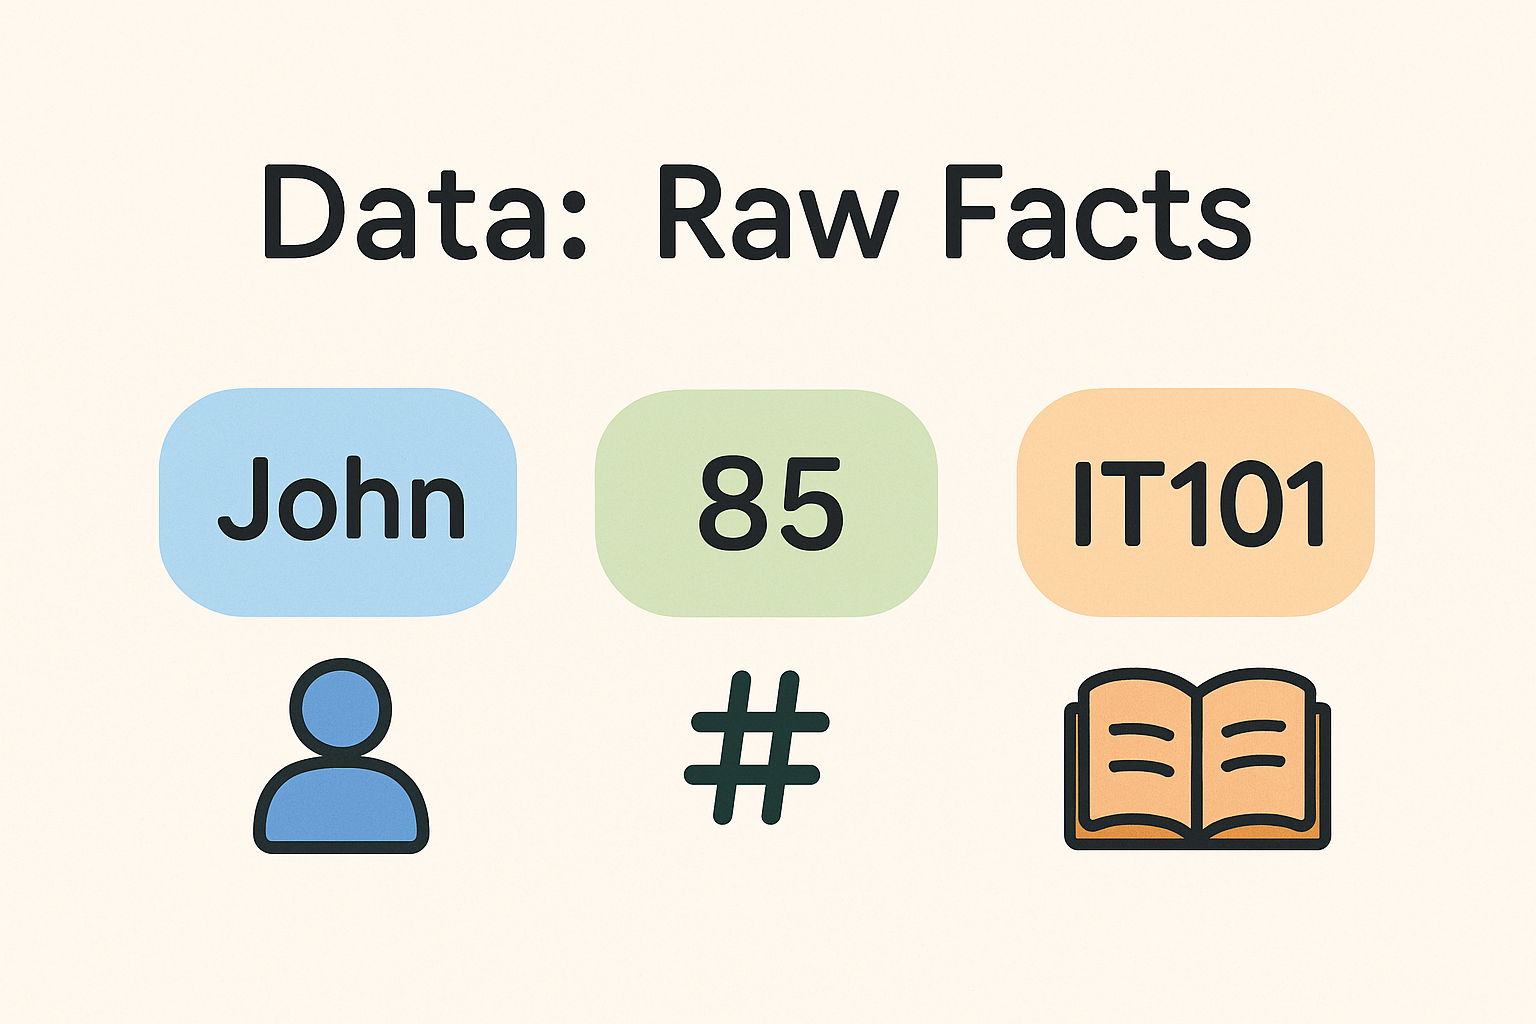 Data: Raw Facts
John
85
IT101
#